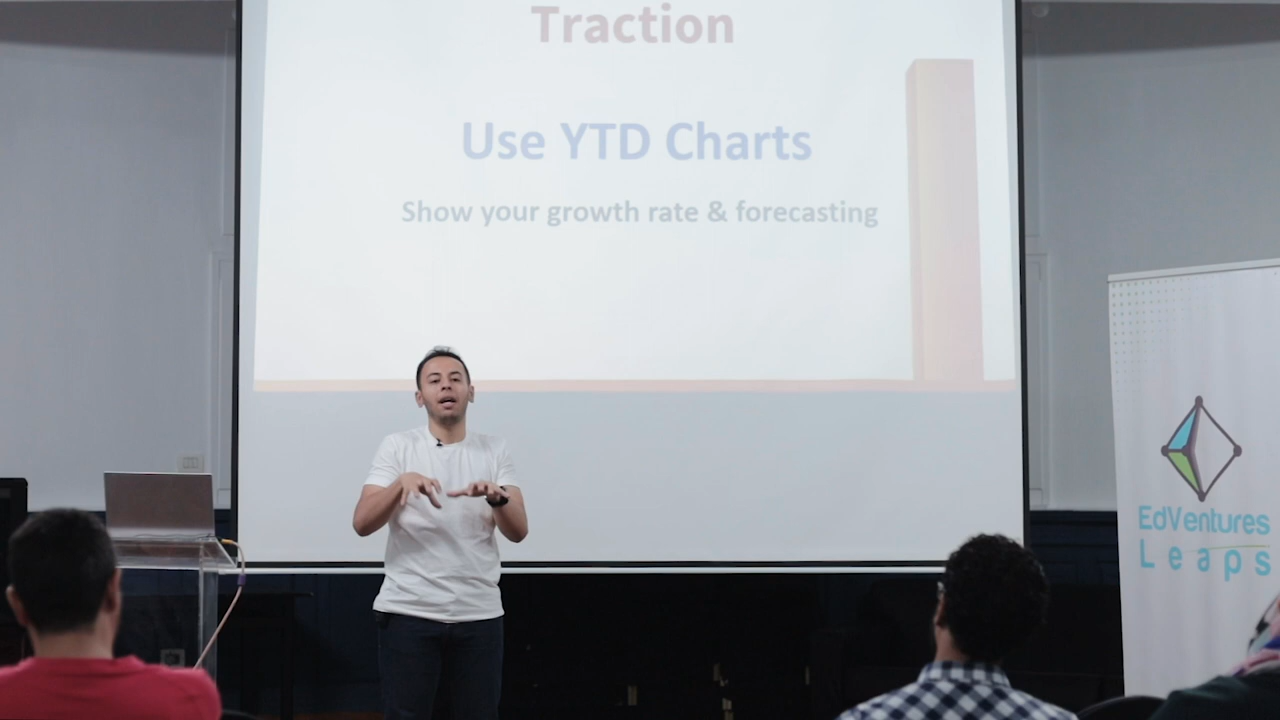 Traction
Use YTD Charts
Show your growth rate & forecasting
EdVentures
Leaps